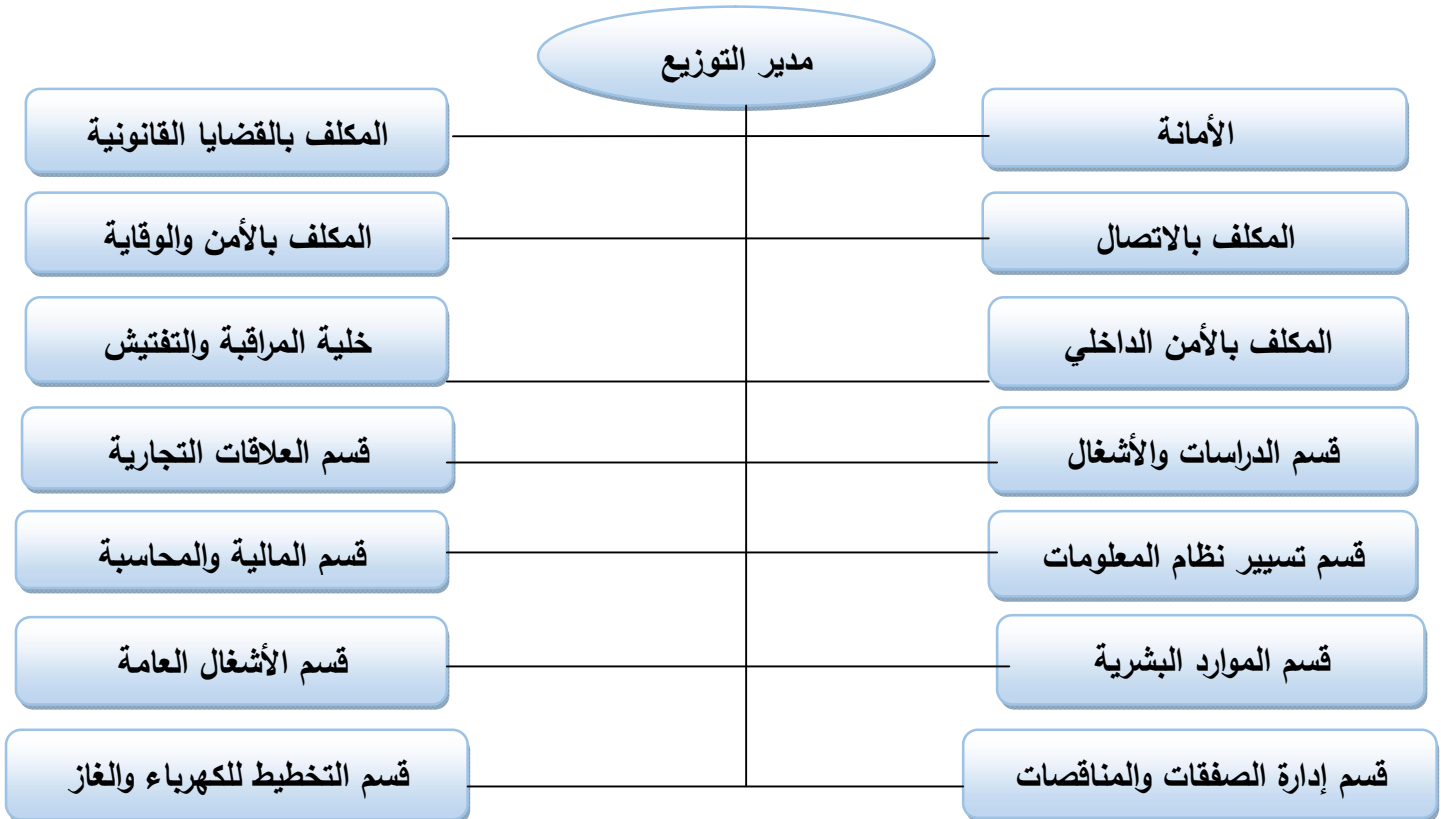 مدير التوزيع
الأمانة
المكلف بالقضايا القانونية
المكلف بالاتصال
المكلف بالأمن والوقاية
المكلف بالأمن الداخلي
خلية المراقبة والتفتيش
قسم الدراسات والأشغال
قسم العلاقات التجارية
قسم تسيير نظام المعلومات
قسم المالية والمحاسبة
قسم الموارد البشرية
قسم الأشغال العامة
قسم إدارة الصفقات والمناقصات
قسم التخطيط للكهرباء والغاز